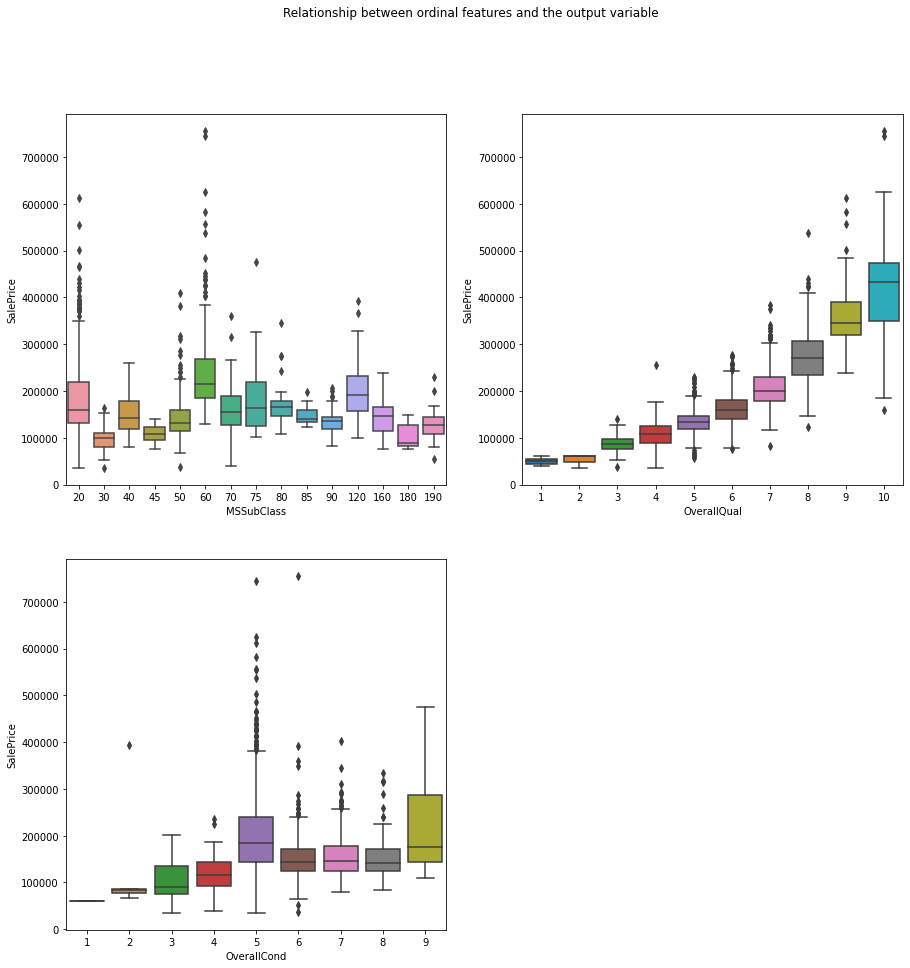 Relationship between ordinal features and the output variable
700000
600000
500000
400000
300000
200000
100000
0
SalePrice
20 30 40 45 50 60 70 75 80 85 90 120 160 180 190
MSSubClass
700000
600000
500000
400000
300000
200000
100000
0
SalePrice
1 2 3 4 5 6 7 8 9 10
OverallQual
700000
600000
500000
400000
300000
200000
100000
0
SalePrice
1 2 3 4 5 6 7 8 9
OverallCond